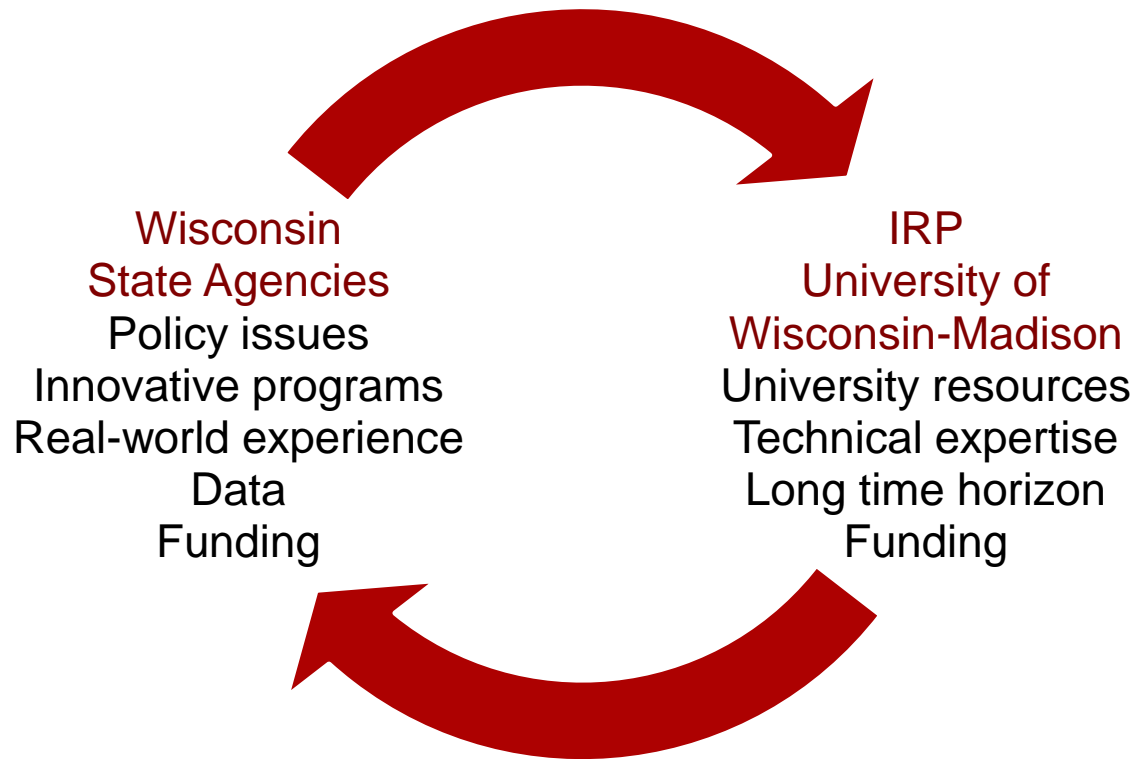 Wisconsin
State Agencies
Policy issues
Innovative programs
Real-world experience
Data
Funding
IRP
University of
Wisconsin-Madison
University resources
Technical expertise
Long time horizon
Funding